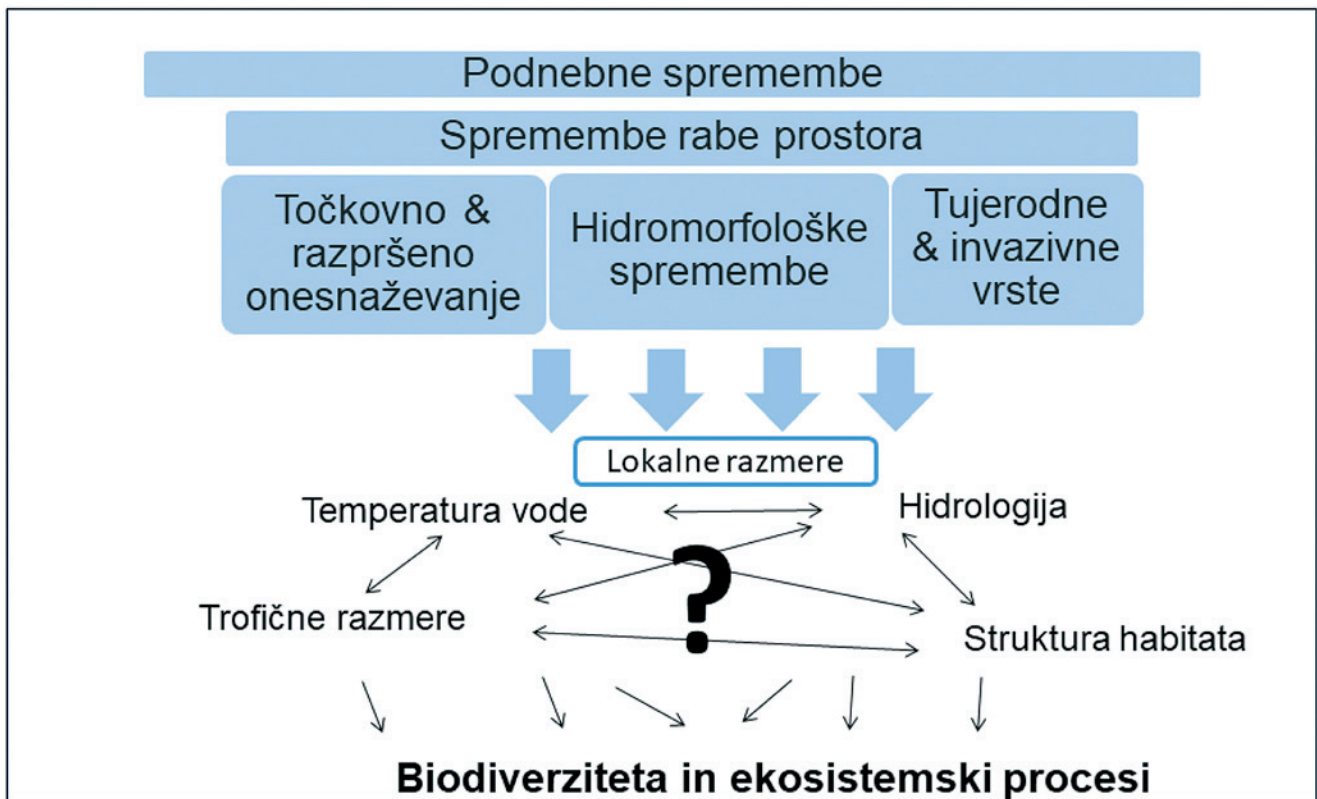 Podnebne spremembe
Spremembe rabe prostora
Točkovno &
razpršeno
onesnaževanje
Hidromorfološke
spremembe
Tujerodne
& invazivne
vrste
Lokalne razmere
Temperatura vode
Hidrologija
?
Trofične razmere
Struktura habitata
Biodiverziteta in ekosistemski procesi